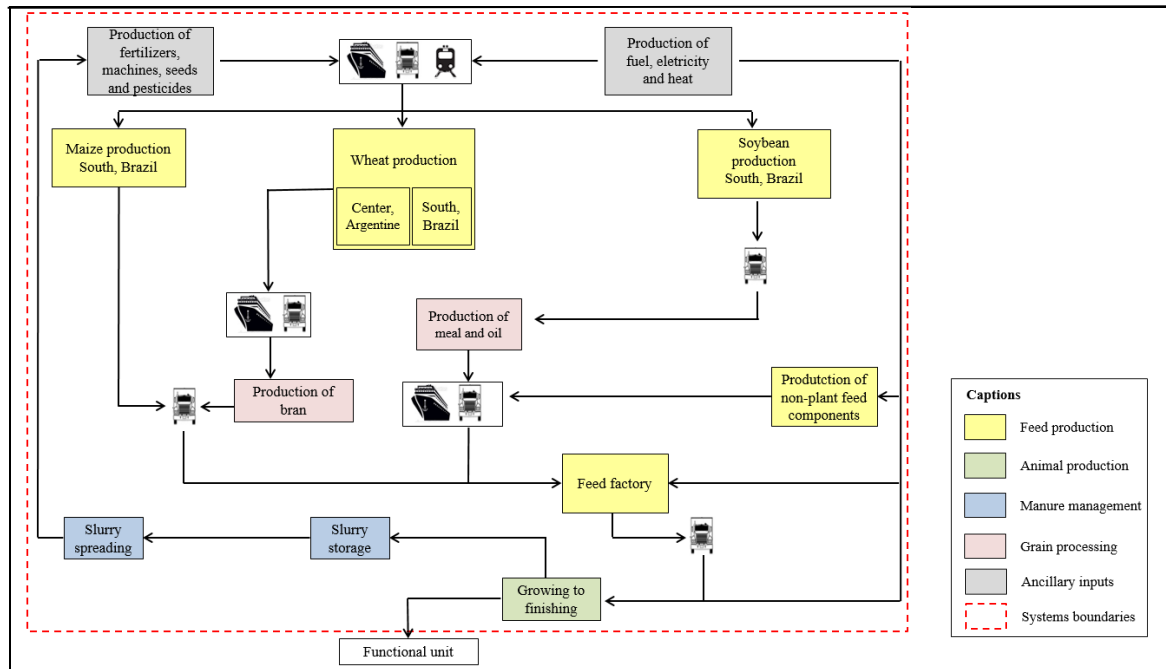 Production of
fertilizers,
machines, seeds
and pesticides
Production of
fuel, eletricity
and heat
Maize production
South, Brazil
Wheat production
Center,
Argentine
South,
Brazil
Soybean
production
South, Brazil
Production of
meal and oil
Production of
bran
Produtction of
non-plant feed
components
Feed factory
Slurry
spreading
Slurry
storage
Growing to
finishing
Functional unit
Captions
Feed production
Animal production
Manure management
Grain processing
Ancillary inputs
Systems boundaries